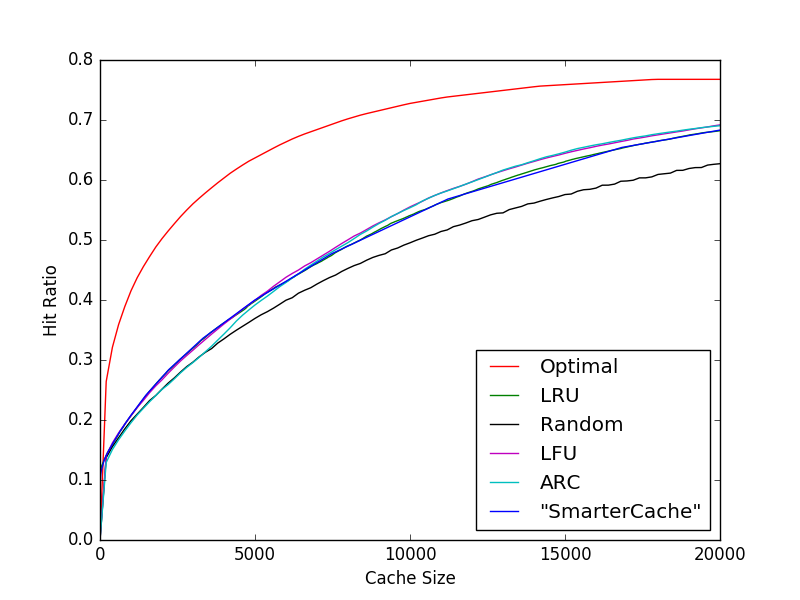 0.8
0.7
0.6
0.5
0.4
0.3
0.2
0.1
0.0
Hit Ratio
0
5000
10000
15000
20000
Cache Size
Optimal
LRU
Random
LFU
ARC
"SmarterCache"